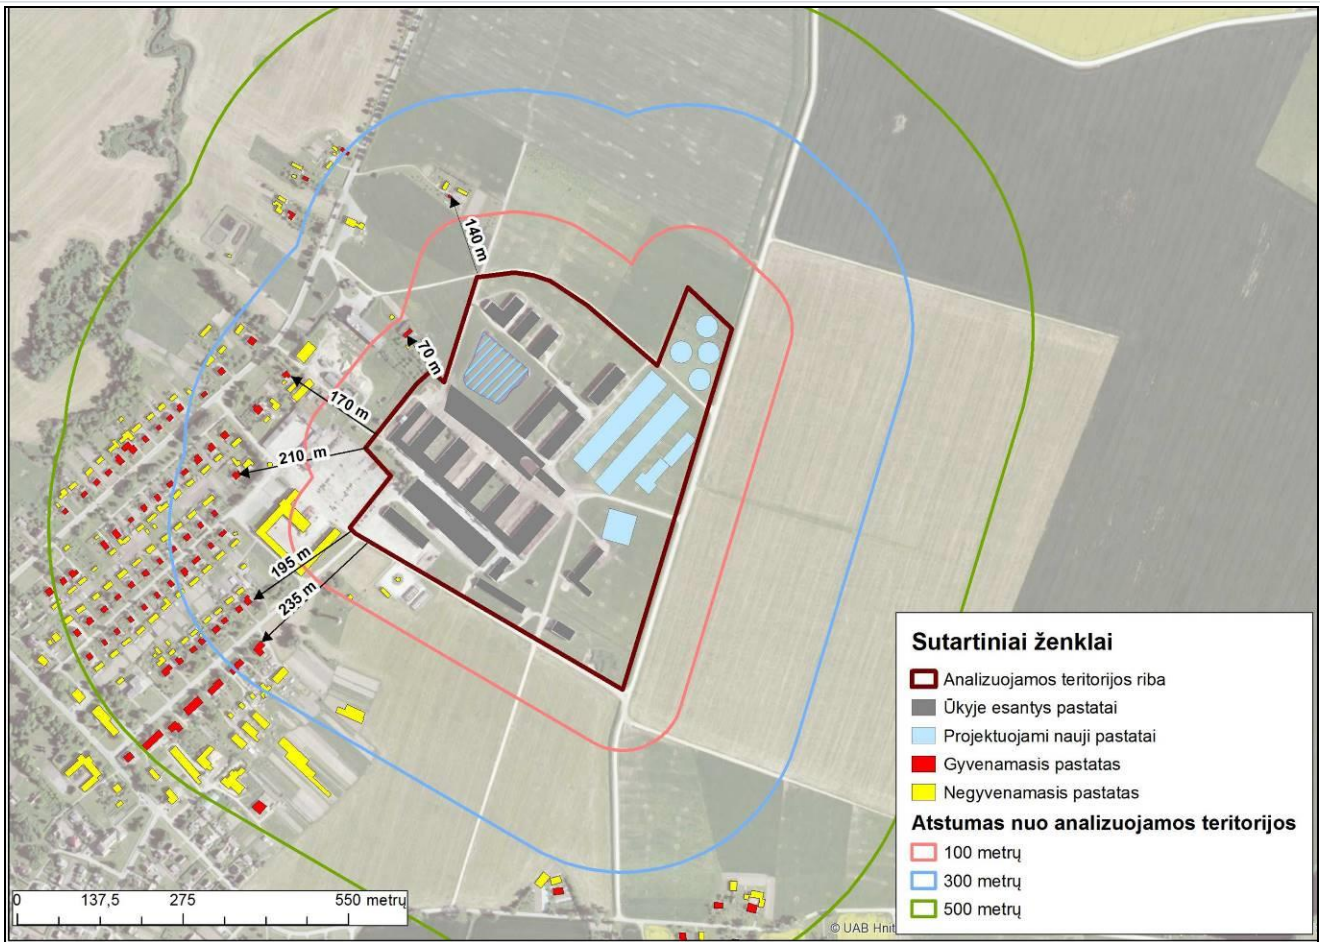 140 m
70 m
170 m
210 m
195 m
235 m
Sutartiniai ženklai
Analizuojamos teritorijos riba
Ūkyje esantys pastatai
Projektuojami nauji pastatai
Gyvenamasis pastatas
Negyvenamasis pastatas
Atstumas nuo analizuojamos teritorijos
100 metrų
300 metrų
500 metrų
0 137,5 275 550 metrų
© UAB Hnit